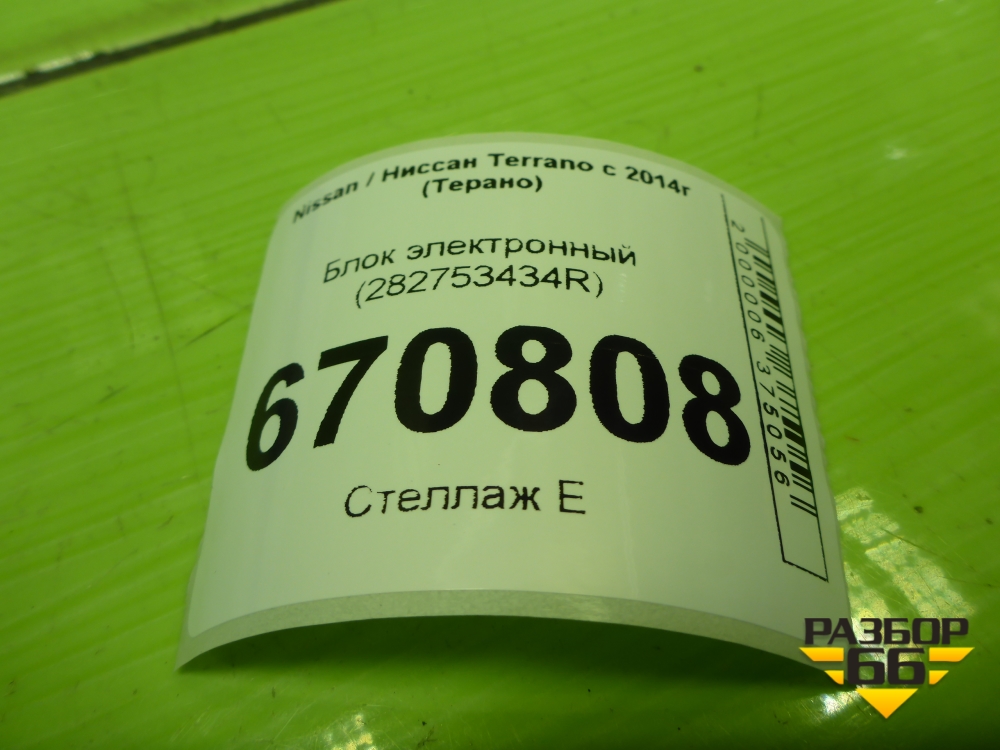 Nissan / Ниссан Terrano с 2014г
(Терано)
Блок электронный
(282753434R)
670808
Стеллаж Е
2000006375056
РАЗБОР
66